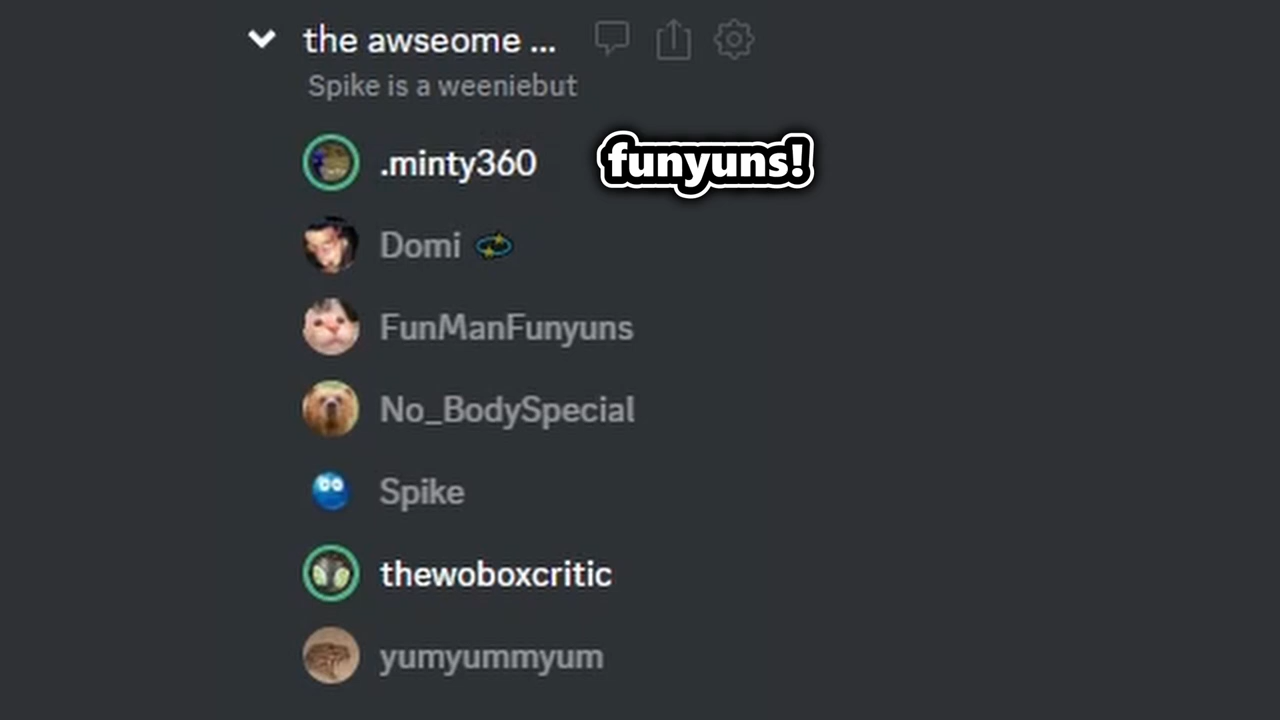 the awseome ...
Spike is a weeniebut
.minty360
funyuns!
Domi
FunManFunyuns
No_BodySpecial
Spike
thewoboxcritic
yumyummyum